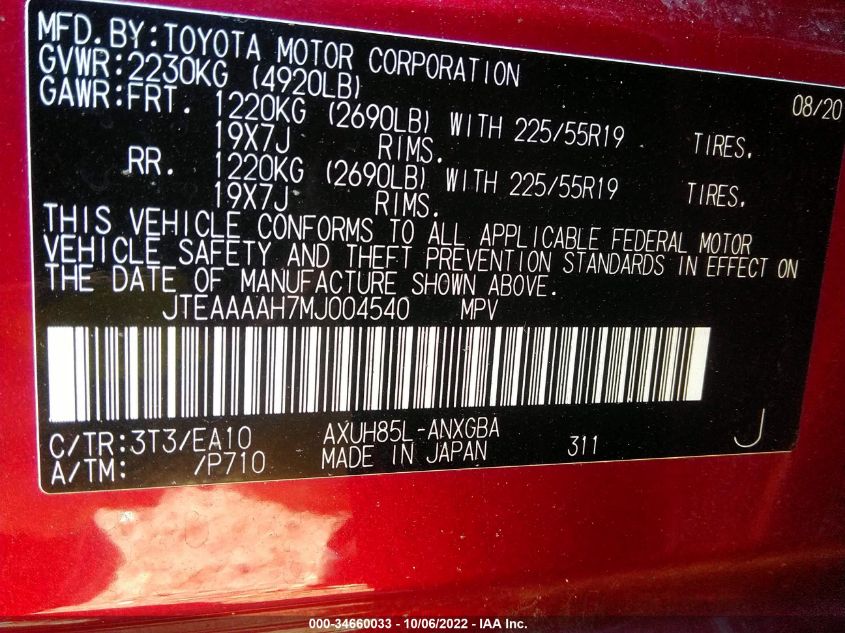 MFD.BY:TOYOTA MOTOR CORPORATION 08/20
GVWR:2230KG (4920LB)
GAWR:FRT. 1220KG (2690LB) WITH 225/55R19 TIRES.
19X7J RIMS.
RR. 1220KG (2690LB) WITH 225/55R19 TIRES.
19X7J RIMS.
THIS VEHICLE CONFORMS TO ALL APPLICABLE FEDERAL MOTOR
VEHICLE SAFETY AND THEFT PREVENTION STANDARDS IN EFFECT ON
THE DATE OF MANUFACTURE SHOWN ABOVE.
JTEAAAAH7MJ004540 MPV
C/TR:3T3/EA10 AXUH85L-ANXGBA J
A/TM: /P710 MADE IN JAPAN 311
000-34660033 - 10/06/2022 - IAA Inc.